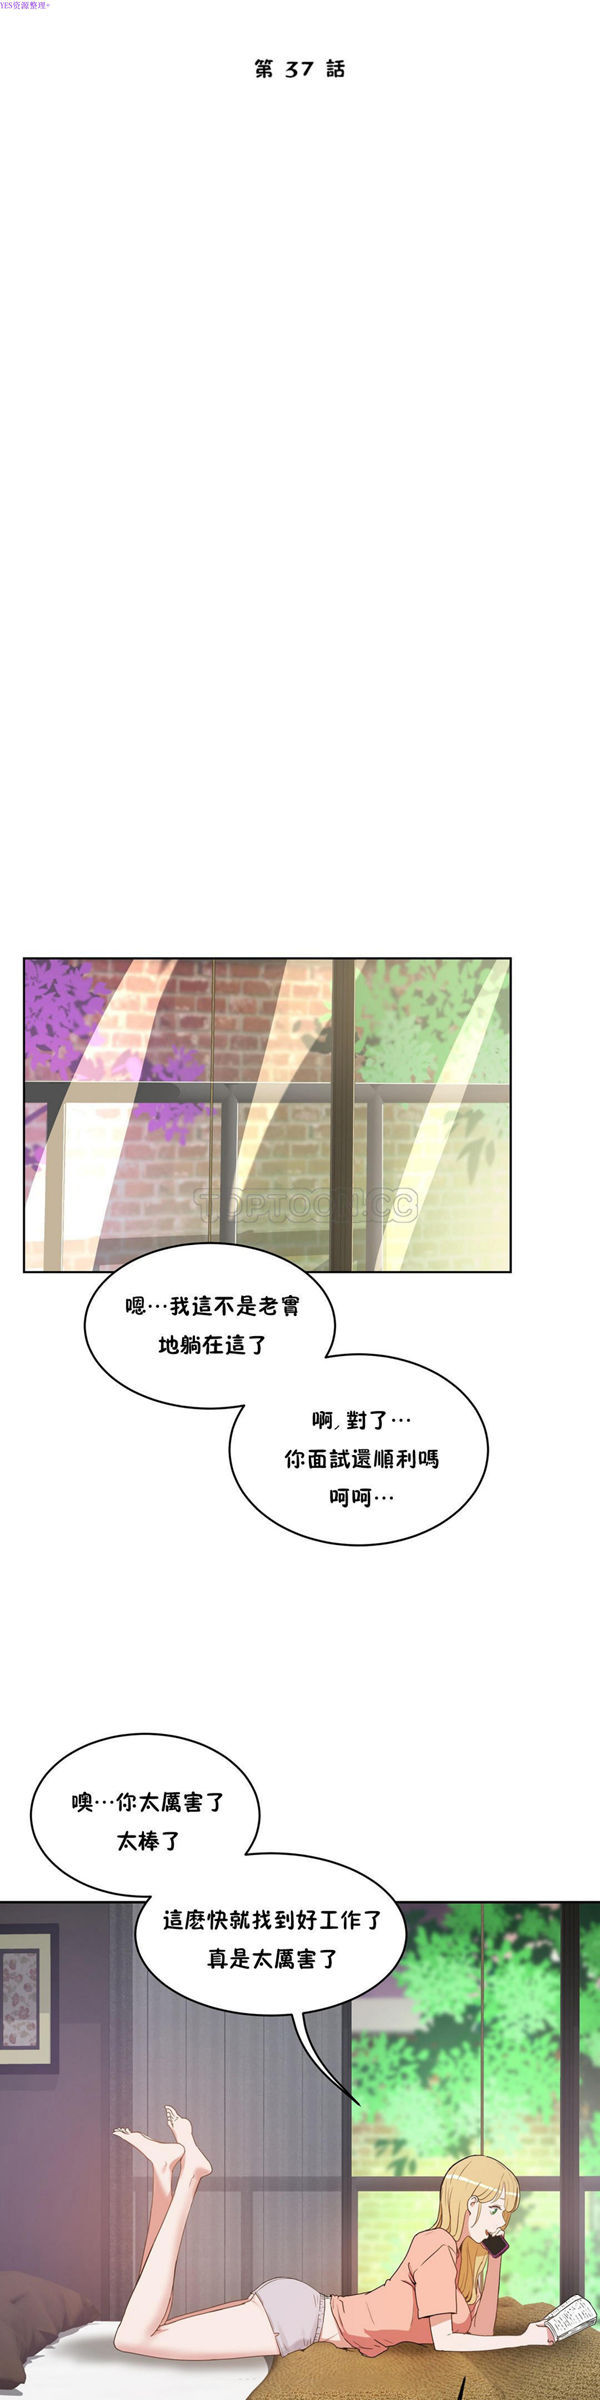 YES资源整理+
第 37 話
TOPTOON.CC
嗯…我這不是老實
地躺在這了
啊,對了…
你面試還順利嗎
呵呵…
噢…你太厲害了
太棒了
這麽快就找到好工作了
真是太厲害了